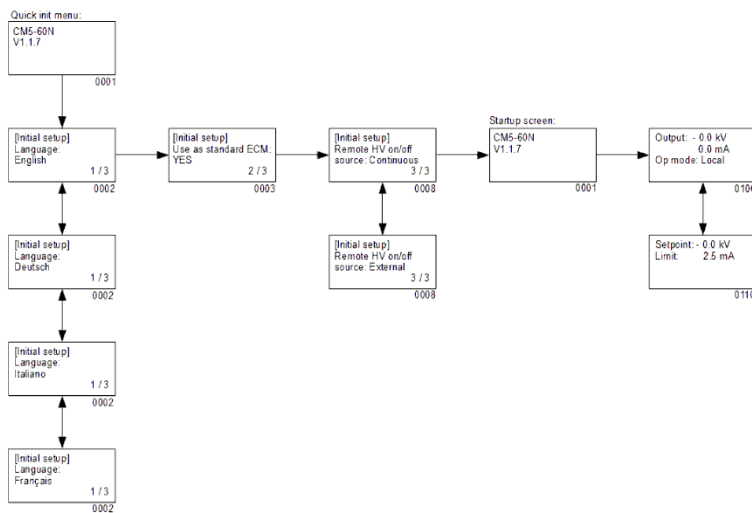 Quick init menu:
CM5-60N
V1.1.7
0001
[Initial setup]
Language:
English
1 / 3
0002
[Initial setup]
Use as standard ECM:
YES
2 / 3
0003
[Initial setup]
Remote HV on/off
source: Continuous
3 / 3
0008
Startup screen:
CM5-60N
V1.1.7
0001
Output: - 0.0 kV
0.0 mA
Op mode: Local
[Initial setup]
Language:
Deutsch
1 / 3
0002
[Initial setup]
Remote HV on/off
source: External
3 / 3
0008
Setpoint: - 0.0 kV
Limit: 2.5 mA
0110
[Initial setup]
Language:
Italiano
1 / 3
0002
[Initial setup]
Language:
Français
1 / 3
0002